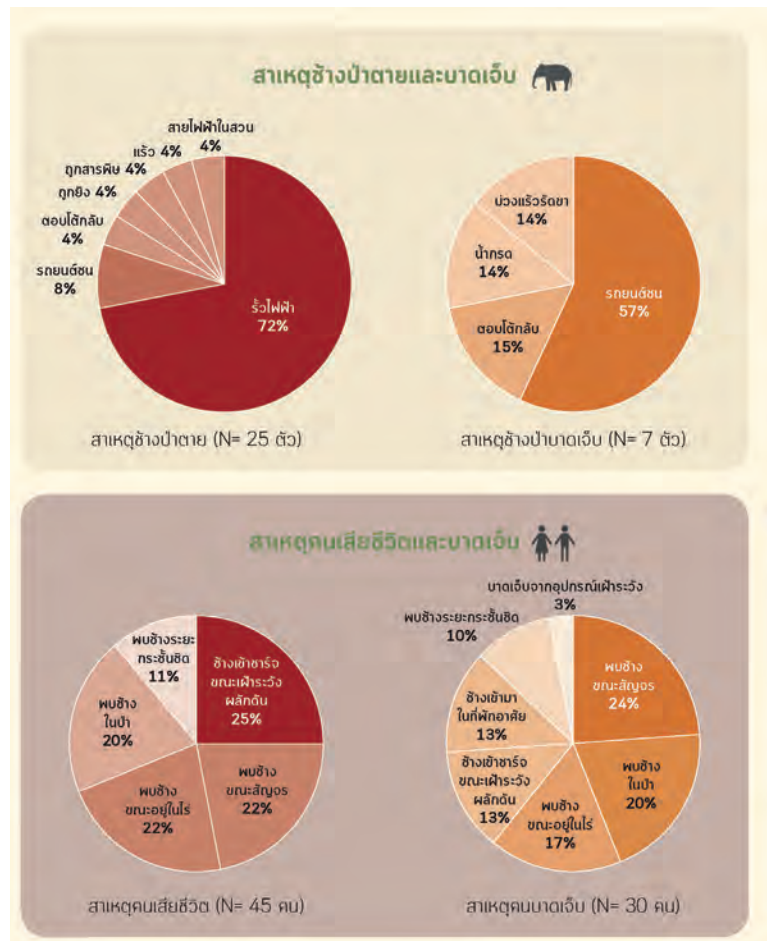 สาเหตุช้างป่าตายและบาดเจ็บ
สายไฟฟ้าในสวน
4%
แร้ว 4%
ถูกสารพิษ 4%
ถูกยิง 4%
ตอบโต้กลับ
4%
รถยนต์ชน
8%
รั้วไฟฟ้า
72%
สาเหตุช้างป่าตาย (N= 25 ตัว)
บ่วงแร้วรัดขา
14%
น้ำกรด
14%
ตอบโต้กลับ
15%
รถยนต์ชน
57%
สาเหตุช้างป่าบาดเจ็บ (N= 7 ตัว)
สาเหตุคนเสียชีวิตและบาดเจ็บ
พบช้างระยะ
กระชั้นชิด
11%
ช้างเข้าชาร์จ
ขณะเฝ้าระวัง
ผลักดัน
25%
พบช้าง
ในป่า
20%
พบช้าง
ขณะอยู่ในไร่
22%
พบช้าง
ขณะสัญจร
22%
สาเหตุคนเสียชีวิต (N= 45 คน)
บาดเจ็บจากอุปกรณ์เฝ้าระวัง
3%
พบช้างระยะกระชั้นชิด
10%
พบช้าง
ขณะสัญจร
24%
ช้างเข้ามา
ในที่พักอาศัย
13%
ช้างเข้าชาร์จ
ขณะเฝ้าระวัง
ผลักดัน
13%
พบช้าง
ขณะอยู่ในไร่
17%
พบช้าง
ในป่า
20%
สาเหตุคนบาดเจ็บ (N= 30 คน)